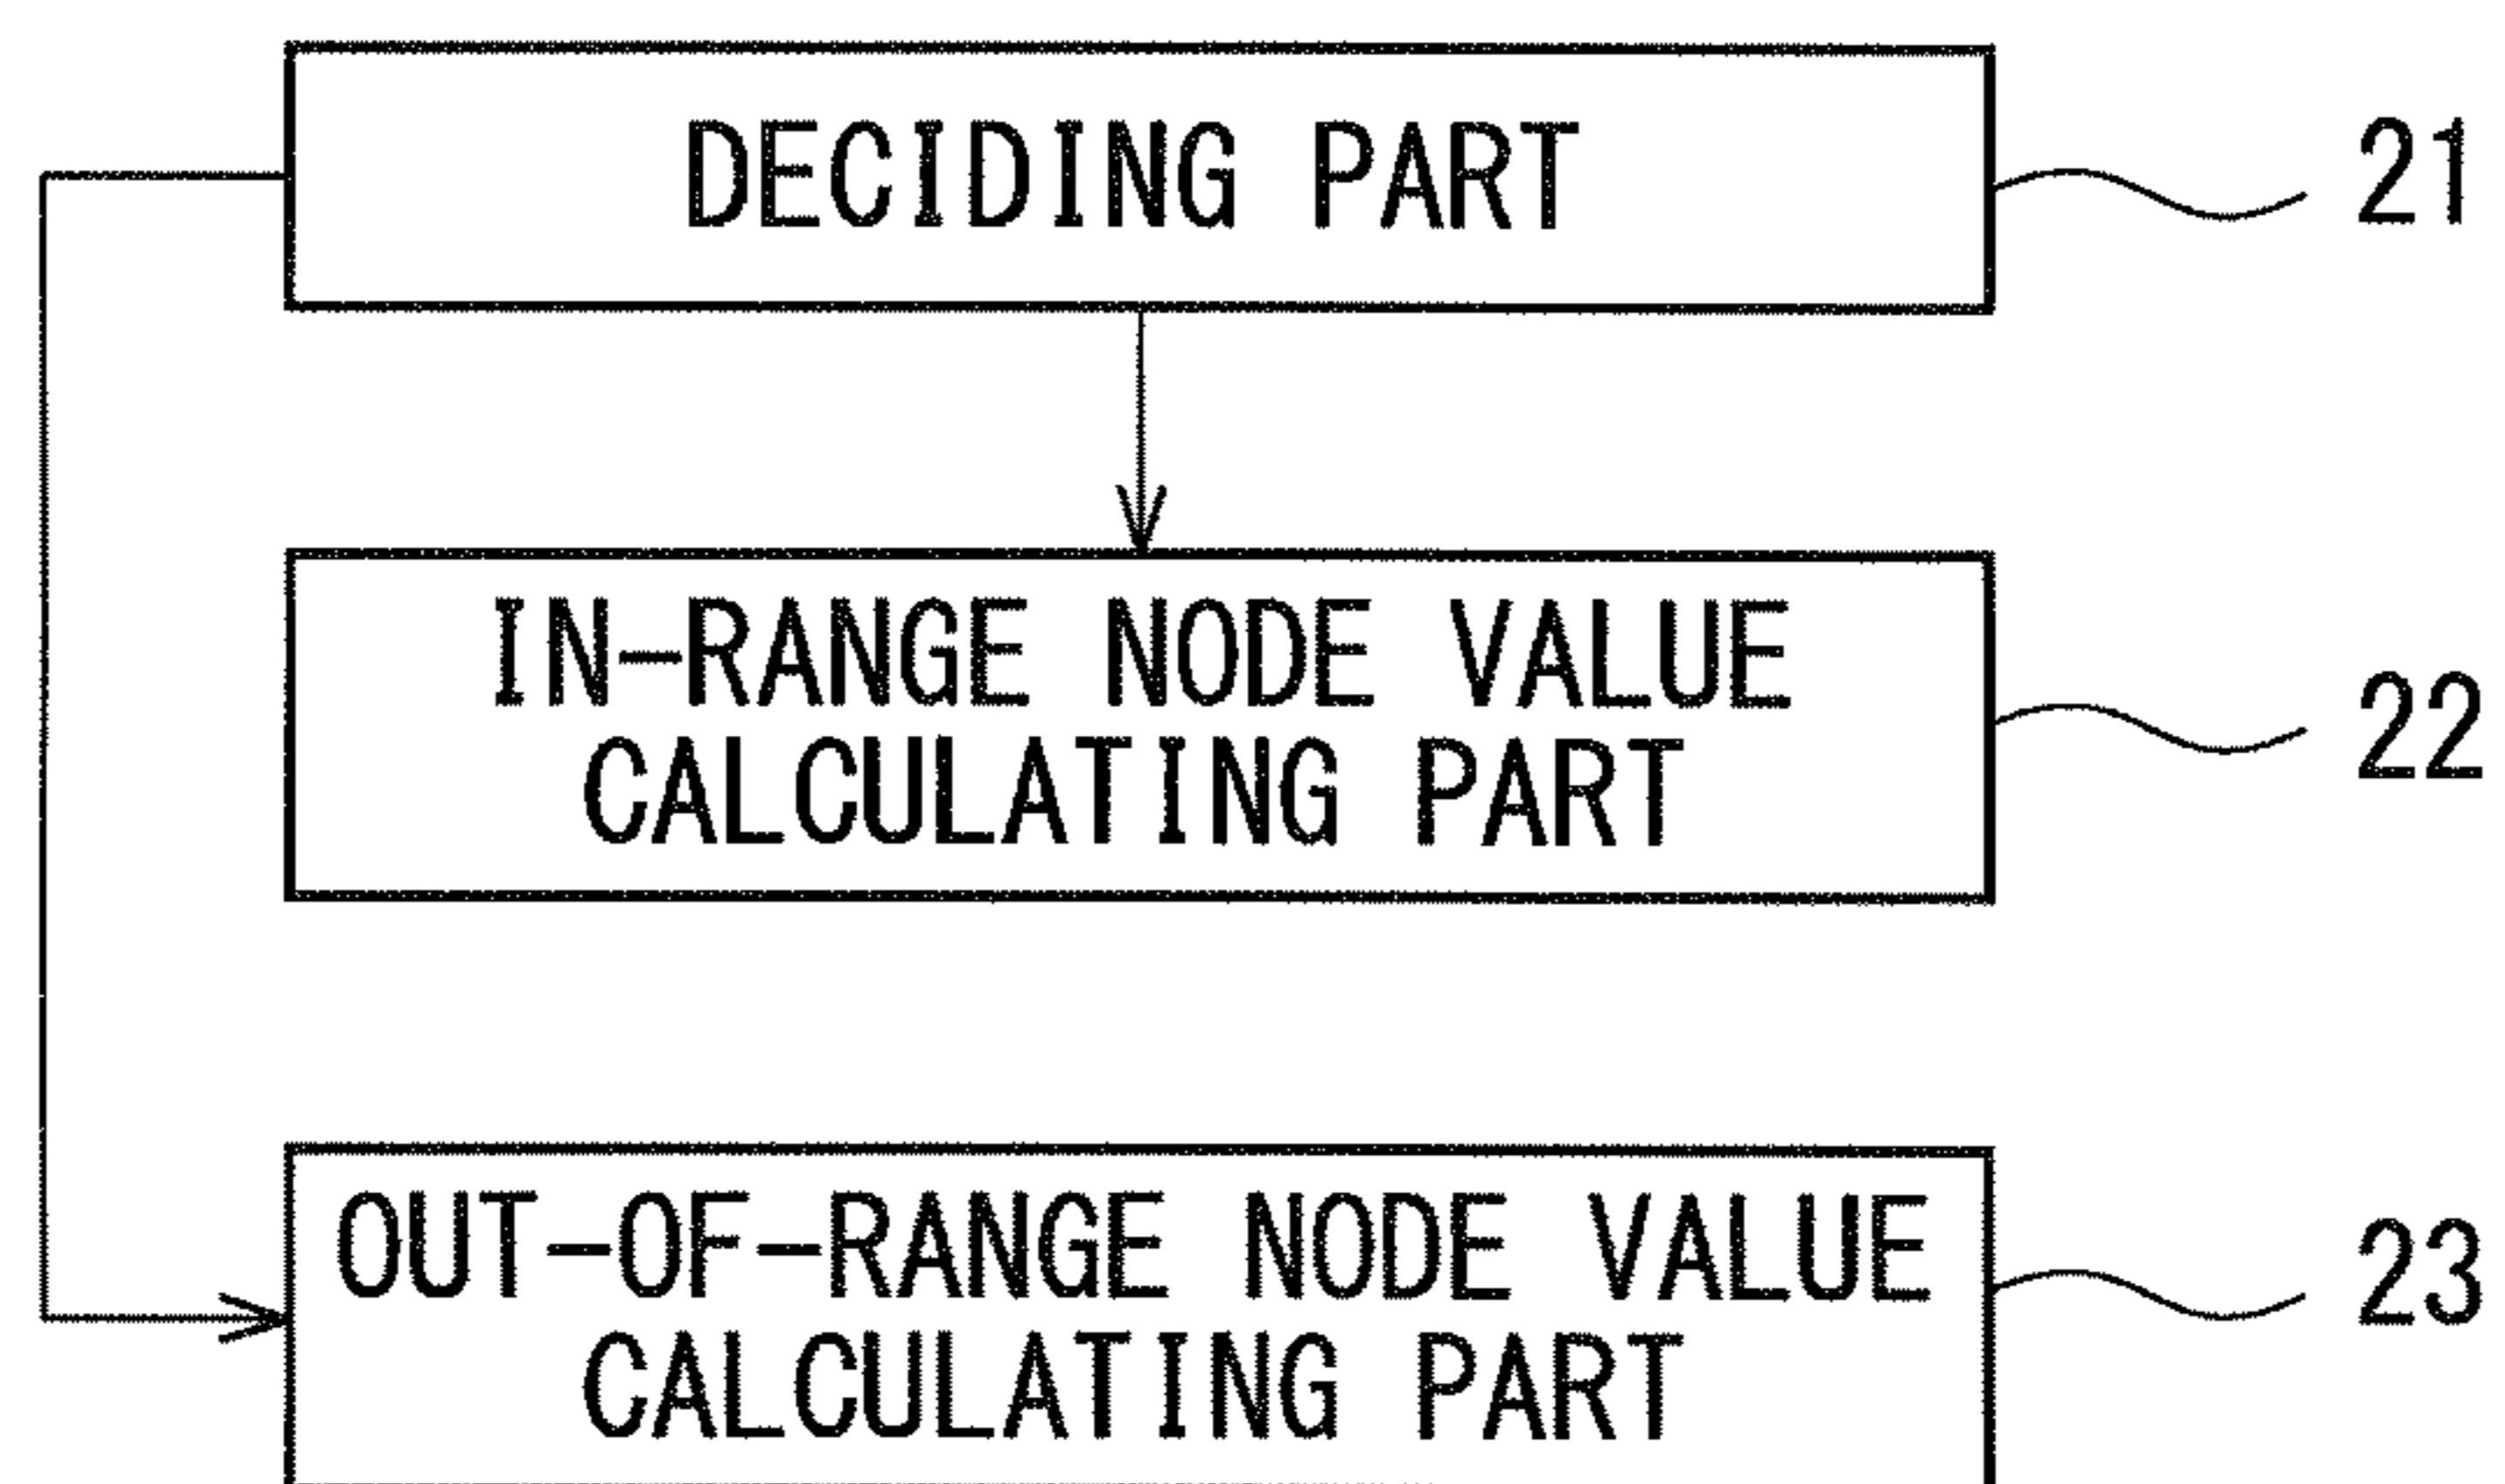 DECIDING PART
21
IN-RANGE NODE VALUE
CALCULATING PART
22
OUT-OF-RANGE NODE VALUE
CALCULATING PART
23